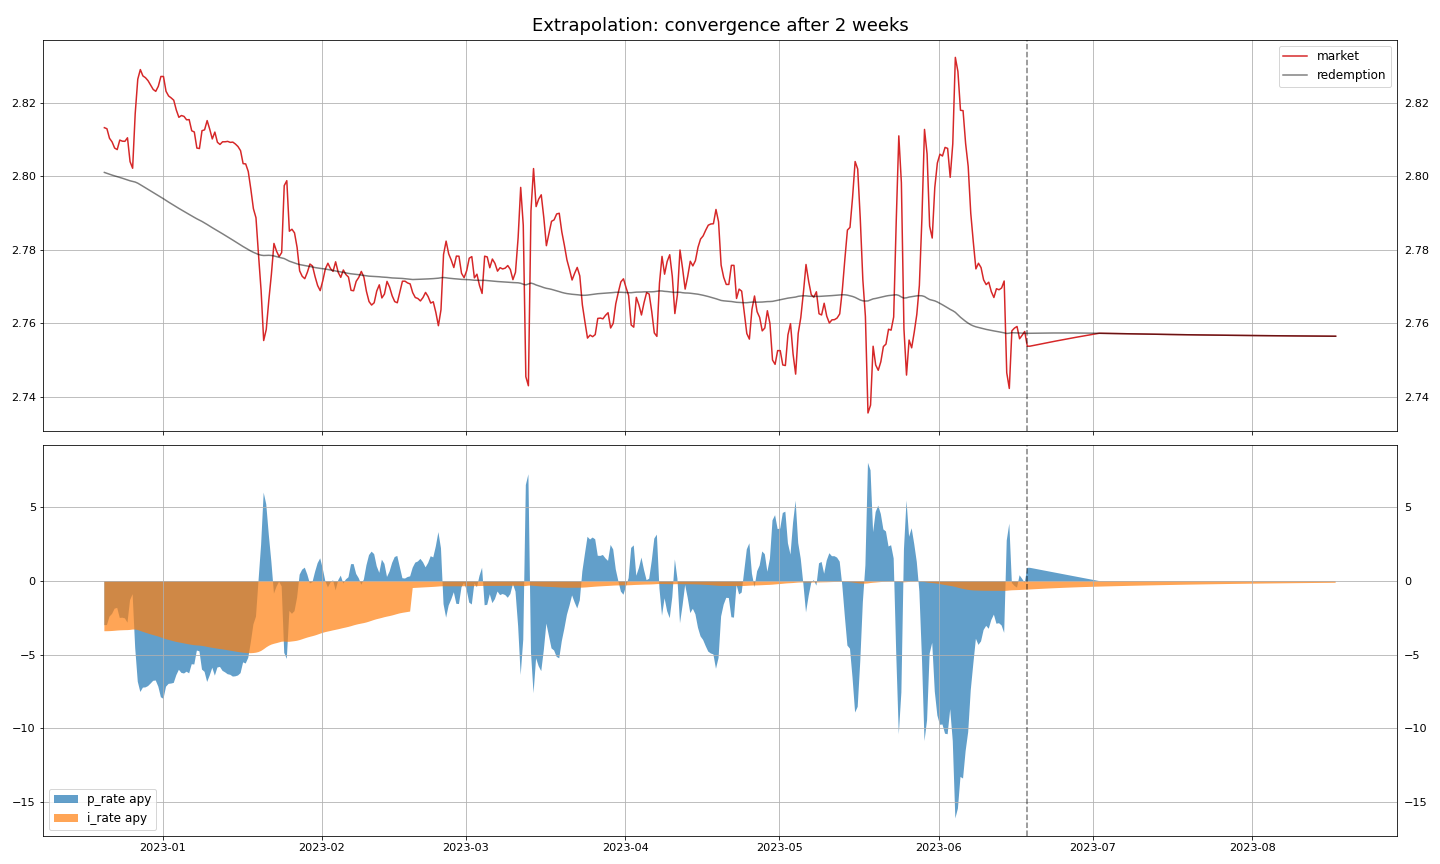 Extrapolation: convergence after 2 weeks
market
redemption
2.82 2.82
2.80 2.80
2.78 2.78
2.76 2.76
2.74 2.74
5 5
0 0
−5 −5
−10 −10
−15 −15
p_rate apy
i_rate apy
2023-01 2023-02 2023-03 2023-04 2023-05 2023-06 2023-07 2023-08